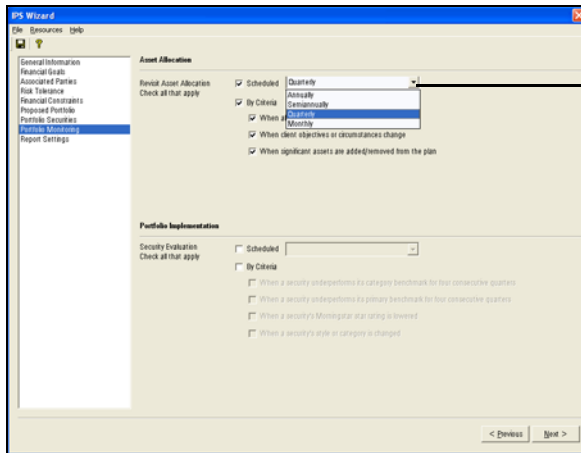 IPS Wizard
File Resources Help
General Information
Financial Goals
Associated Parties
Risk Tolerance
Financial Constraints
Proposed Portfolio
Portfolio Securities
Portfolio Monitoring
Report Settings
Asset Allocation
Revisit Asset Allocation
Check all that apply
Scheduled Quarterly
Annually
Semiannually
Quarterly
Monthly
By Criteria
When
When client objectives or circumstances change
When significant assets are added/removed from the plan
Portfolio Implementation
Security Evaluation
Check all that apply
Scheduled
By Criteria
When a security underperforms its category benchmark for four consecutive quarters
When a security underperforms its primary benchmark for four consecutive quarters
When a security's Morningstar star rating is lowered
When a security's style or category is changed
< Previous Next >